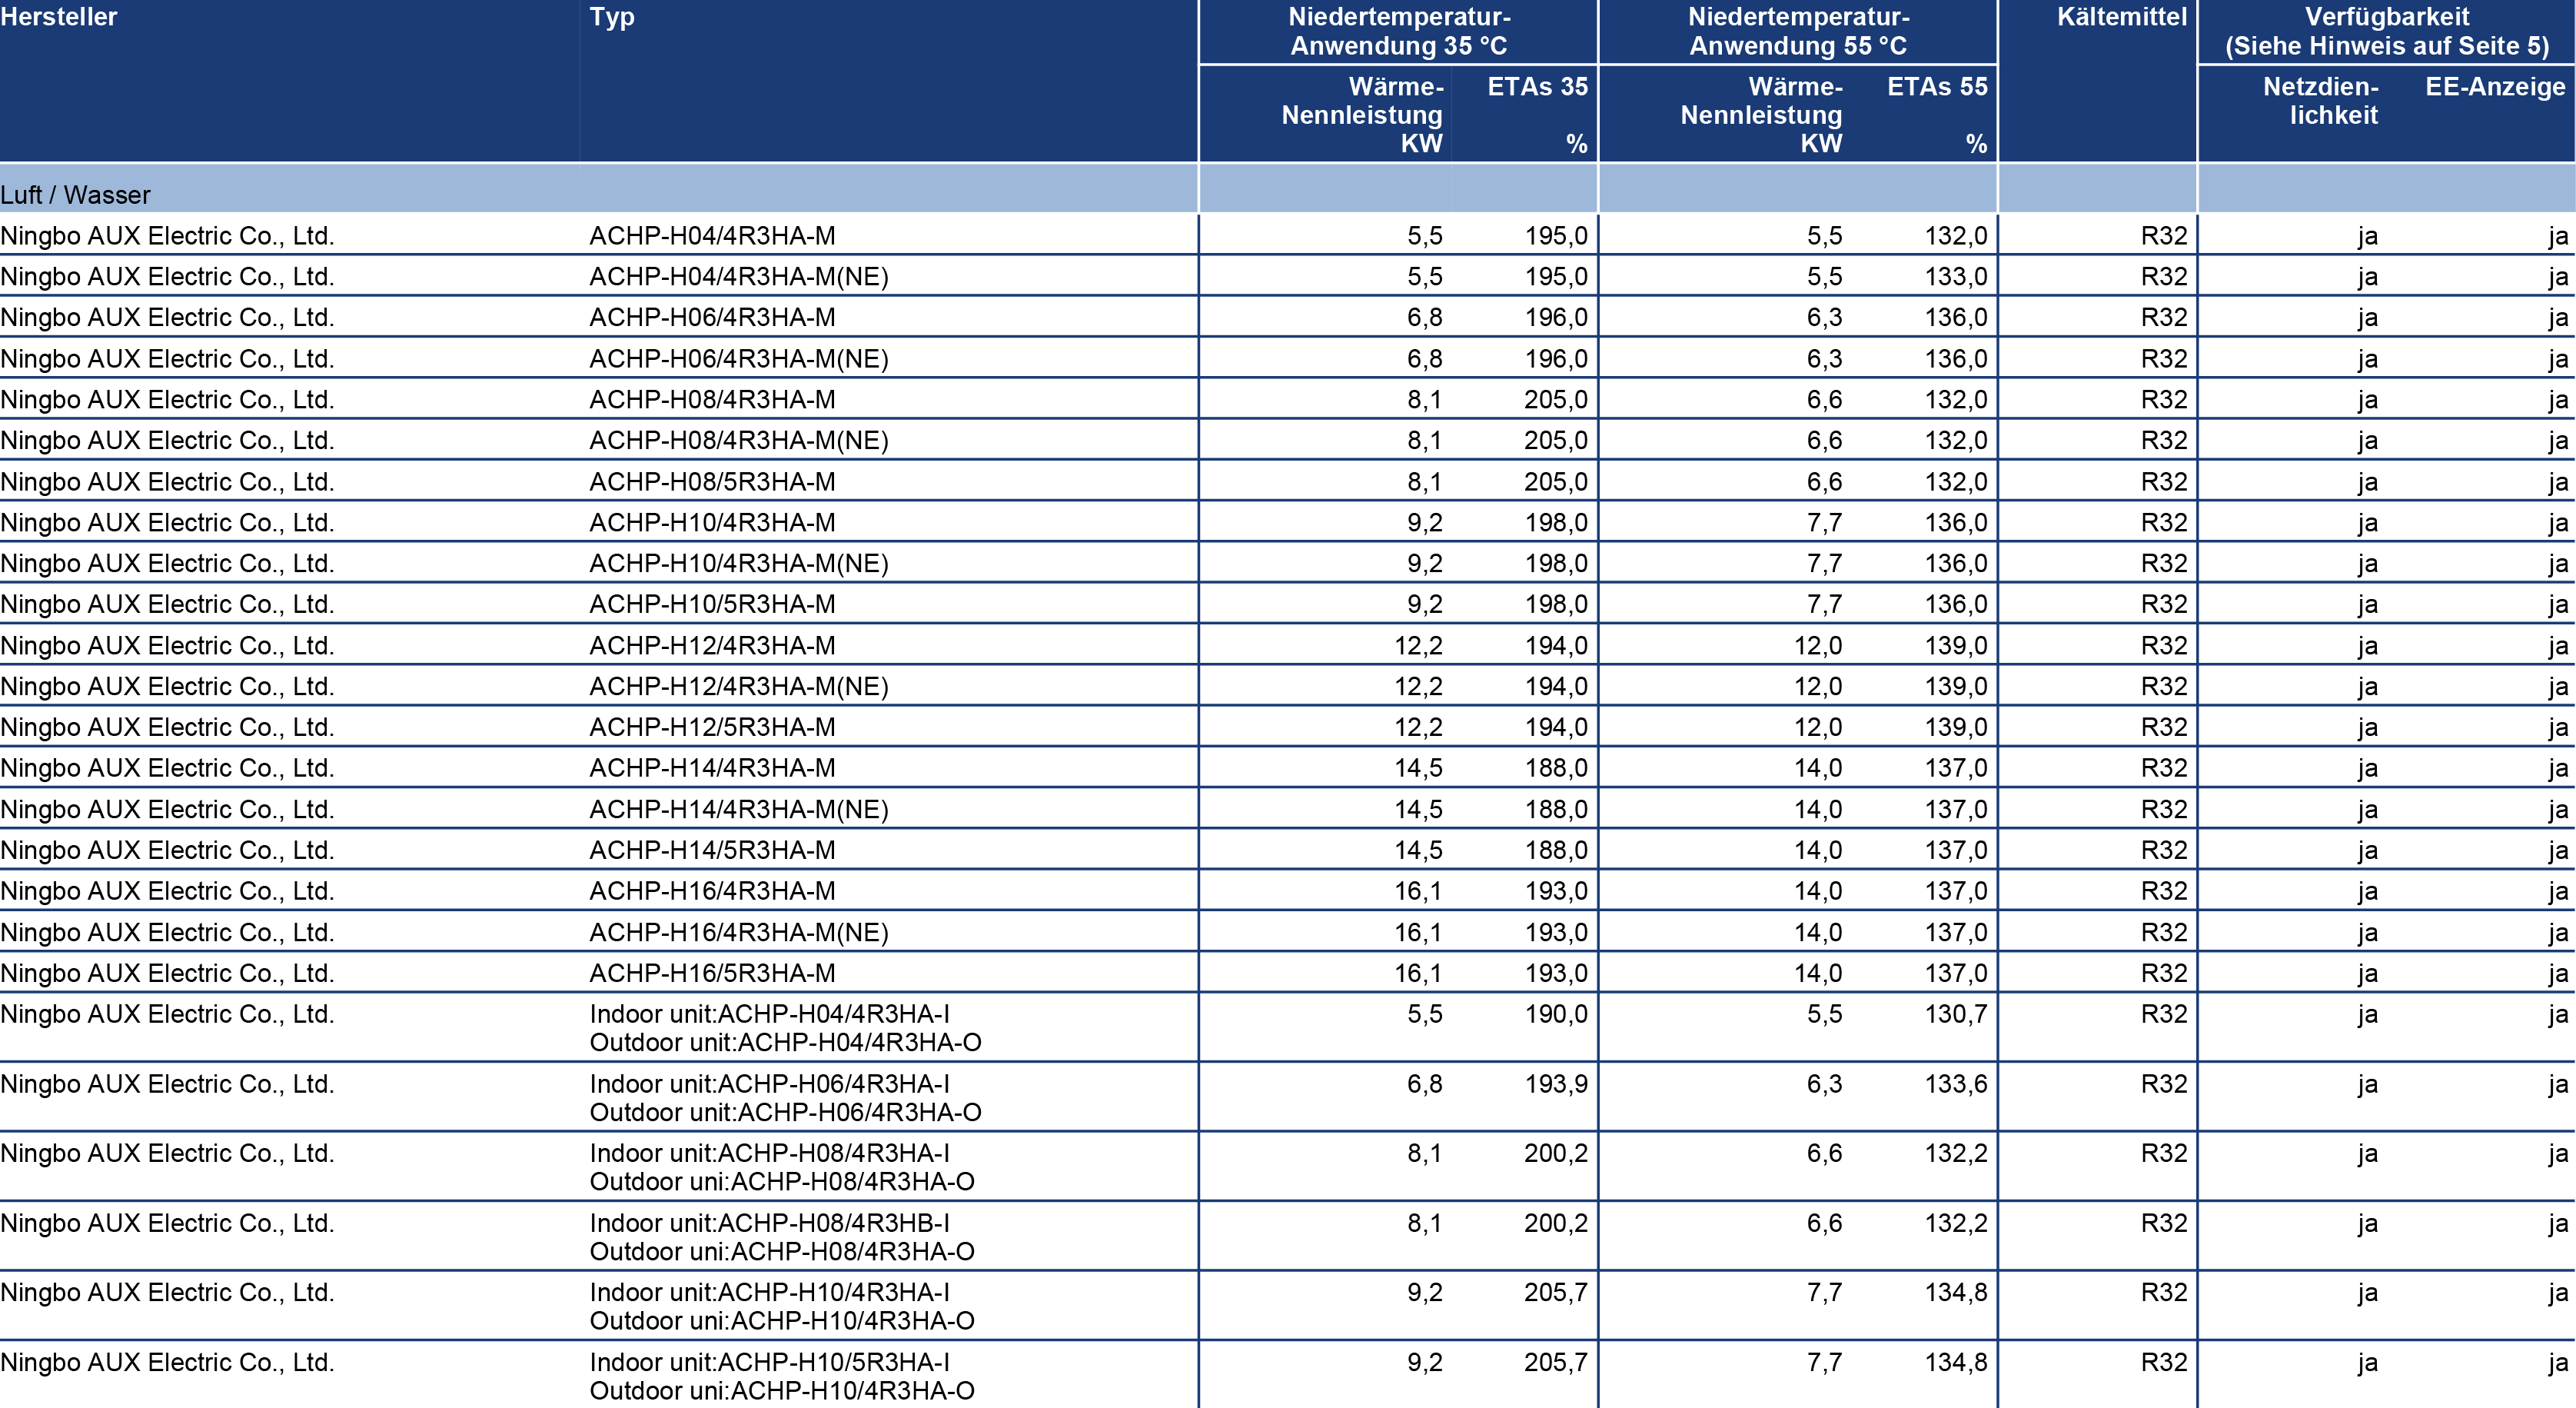 Hersteller Typ Niedertemperatur- Niedertemperatur- Kältemittel Verfügbarkeit
Anwendung 35 °C Anwendung 55 °C (Siehe Hinweis auf Seite 5)
Wärme- ETAs 35 Wärme- ETAs 55 Netzdien- EE-Anzeige
Nennleistung Nennleistung lichkeit
KW % KW %
Luft / Wasser
Ningbo AUX Electric Co., Ltd. ACHP-H04/4R3HA-M 5,5 195,0 5,5 132,0 R32 ja ja
Ningbo AUX Electric Co., Ltd. ACHP-H04/4R3HA-M(NE) 5,5 195,0 5,5 133,0 R32 ja ja
Ningbo AUX Electric Co., Ltd. ACHP-H06/4R3HA-M 6,8 196,0 6,3 136,0 R32 ja ja
Ningbo AUX Electric Co., Ltd. ACHP-H06/4R3HA-M(NE) 6,8 196,0 6,3 136,0 R32 ja ja
Ningbo AUX Electric Co., Ltd. ACHP-H08/4R3HA-M 8,1 205,0 6,6 132,0 R32 ja ja
Ningbo AUX Electric Co., Ltd. ACHP-H08/4R3HA-M(NE) 8,1 205,0 6,6 132,0 R32 ja ja
Ningbo AUX Electric Co., Ltd. ACHP-H08/5R3HA-M 8,1 205,0 6,6 132,0 R32 ja ja
Ningbo AUX Electric Co., Ltd. ACHP-H10/4R3HA-M 9,2 198,0 7,7 136,0 R32 ja ja
Ningbo AUX Electric Co., Ltd. ACHP-H10/4R3HA-M(NE) 9,2 198,0 7,7 136,0 R32 ja ja
Ningbo AUX Electric Co., Ltd. ACHP-H10/5R3HA-M 9,2 198,0 7,7 136,0 R32 ja ja
Ningbo AUX Electric Co., Ltd. ACHP-H12/4R3HA-M 12,2 194,0 12,0 139,0 R32 ja ja
Ningbo AUX Electric Co., Ltd. ACHP-H12/4R3HA-M(NE) 12,2 194,0 12,0 139,0 R32 ja ja
Ningbo AUX Electric Co., Ltd. ACHP-H12/5R3HA-M 12,2 194,0 12,0 139,0 R32 ja ja
Ningbo AUX Electric Co., Ltd. ACHP-H14/4R3HA-M 14,5 188,0 14,0 137,0 R32 ja ja
Ningbo AUX Electric Co., Ltd. ACHP-H14/4R3HA-M(NE) 14,5 188,0 14,0 137,0 R32 ja ja
Ningbo AUX Electric Co., Ltd. ACHP-H14/5R3HA-M 14,5 188,0 14,0 137,0 R32 ja ja
Ningbo AUX Electric Co., Ltd. ACHP-H16/4R3HA-M 16,1 193,0 14,0 137,0 R32 ja ja
Ningbo AUX Electric Co., Ltd. ACHP-H16/4R3HA-M(NE) 16,1 193,0 14,0 137,0 R32 ja ja
Ningbo AUX Electric Co., Ltd. ACHP-H16/5R3HA-M 16,1 193,0 14,0 137,0 R32 ja ja
Ningbo AUX Electric Co., Ltd. Indoor unit:ACHP-H04/4R3HA-I 5,5 190,0 5,5 130,7 R32 ja ja
Outdoor unit:ACHP-H04/4R3HA-O
Ningbo AUX Electric Co., Ltd. Indoor unit:ACHP-H06/4R3HA-I 6,8 193,9 6,3 133,6 R32 ja ja
Outdoor unit:ACHP-H06/4R3HA-O
Ningbo AUX Electric Co., Ltd. Indoor unit:ACHP-H08/4R3HA-I 8,1 200,2 6,6 132,2 R32 ja ja
Outdoor uni:ACHP-H08/4R3HA-O
Ningbo AUX Electric Co., Ltd. Indoor unit:ACHP-H08/4R3HB-I 8,1 200,2 6,6 132,2 R32 ja ja
Outdoor uni:ACHP-H08/4R3HA-O
Ningbo AUX Electric Co., Ltd. Indoor unit:ACHP-H10/4R3HA-I 9,2 205,7 7,7 134,8 R32 ja ja
Outdoor uni:ACHP-H10/4R3HA-O
Ningbo AUX Electric Co., Ltd. Indoor unit:ACHP-H10/5R3HA-I 9,2 205,7 7,7 134,8 R32 ja ja
Outdoor uni:ACHP-H10/4R3HA-O